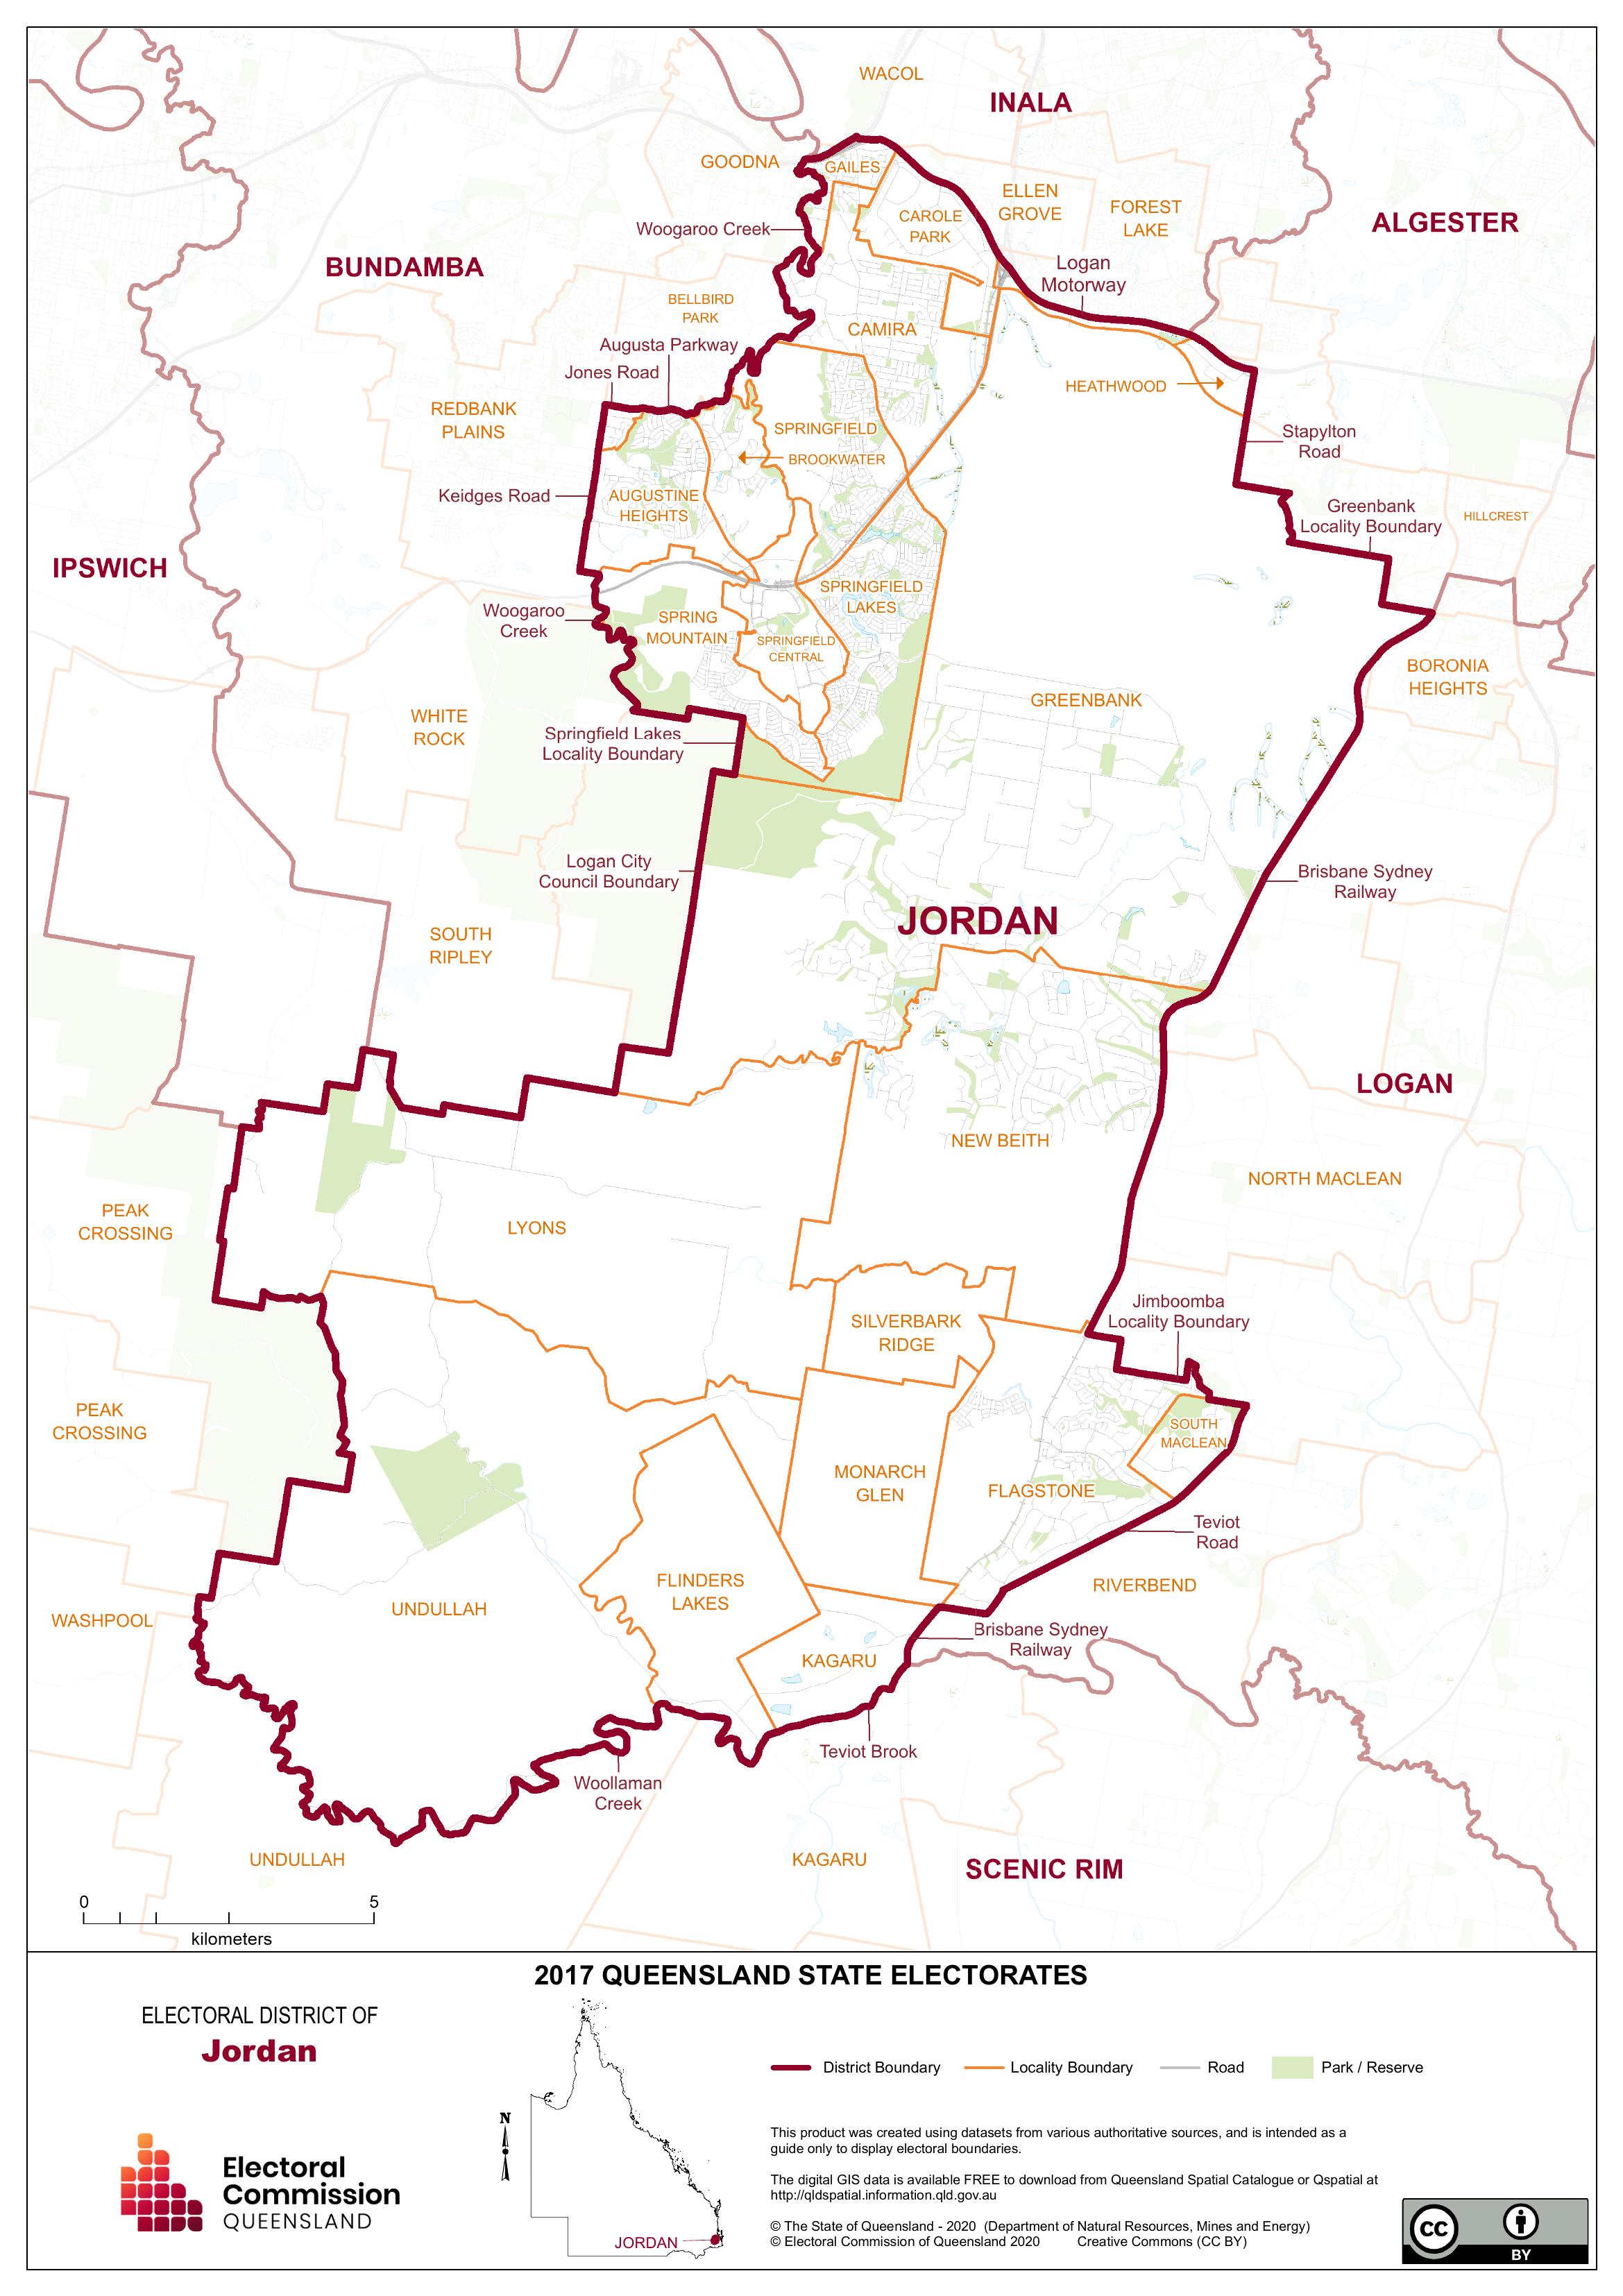 WACOL
INALA
GOODNA
GAILES
ELLEN
GROVE
FOREST
LAKE
CAROLE
PARK
ALGESTER
Woogaroo Creek
BUNDAMBA
Logan
Motorway
BELLBIRD
PARK
CAMIRA
Augusta Parkway
Jones Road
HEATHWOOD
REDBANK
PLAINS
SPRINGFIELD
Stapylton
Road
BROOKWATER
Keidges Road
AUGUSTINE
HEIGHTS
Greenbank
Locality Boundary
HILLCREST
IPSWICH
SPRINGFIELD
LAKES
Woogaroo
Creek
SPRING
MOUNTAIN
SPRINGFIELD
CENTRAL
BORONIA
HEIGHTS
GREENBANK
WHITE
ROCK
Springfield Lakes
Locality Boundary
Logan City
Council Boundary
Brisbane Sydney
Railway
JORDAN
SOUTH
RIPLEY
LOGAN
NEW BEITH
NORTH MACLEAN
PEAK
CROSSING
LYONS
Jimboomba
Locality Boundary
SILVERBARK
RIDGE
PEAK
CROSSING
SOUTH
MACLEAN
MONARCH
GLEN
FLAGSTONE
Teviot
Road
FLINDERS
LAKES
RIVERBEND
UNDULLAH
WASHPOOL
Brisbane Sydney
Railway
KAGARU
Teviot Brook
Woollaman
Creek
UNDULLAH
KAGARU
SCENIC RIM
0 5
kilometers
2017 QUEENSLAND STATE ELECTORATES
ELECTORAL DISTRICT OF
Jordan
District Boundary Locality Boundary Road Park / Reserve
N
Electoral
Commission
QUEENSLAND
JORDAN
This product was created using datasets from various authoritative sources, and is intended as a
guide only to display electoral boundaries.
The digital GIS data is available FREE to download from Queensland Spatial Catalogue or Qspatial at
http://qldspatial.information.qld.gov.au
© The State of Queensland - 2020 (Department of Natural Resources, Mines and Energy)
© Electoral Commission of Queensland 2020 Creative Commons (CC BY)
CC
BY